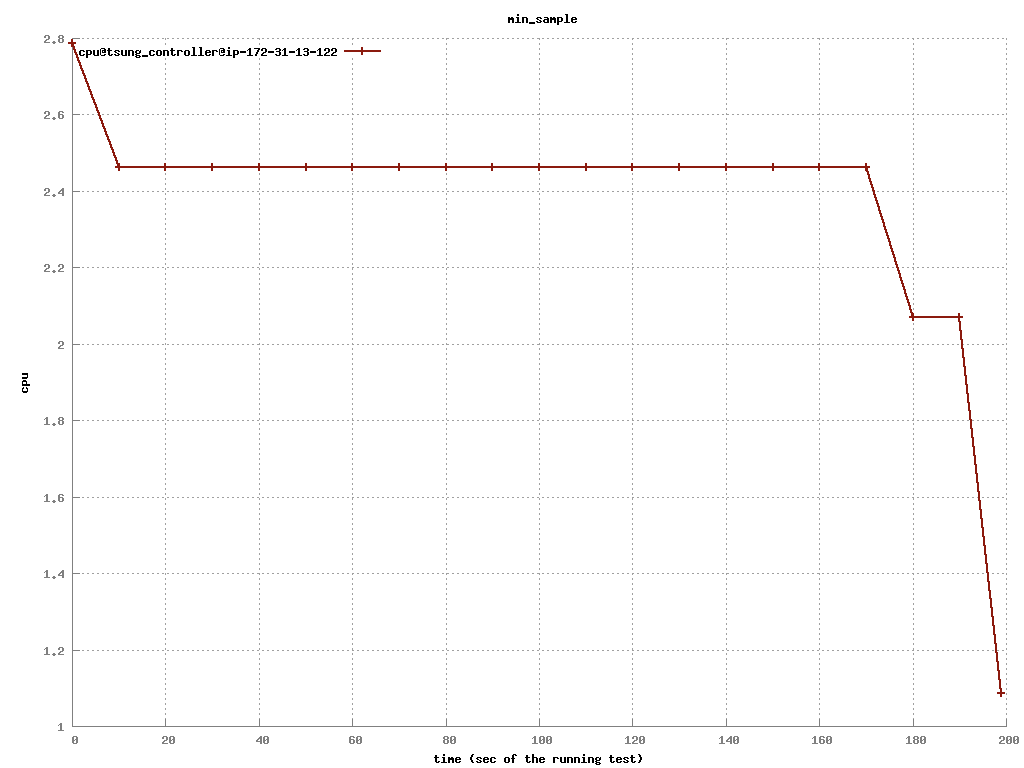 min_sample
2.8
cpu@tsung_controller@ip-172-31-13-122
2.6
2.4
2.2
2
cpu
1.8
1.6
1.4
1.2
1
0 20 40 60 80 100 120 140 160 180 200
time (sec of the running test)